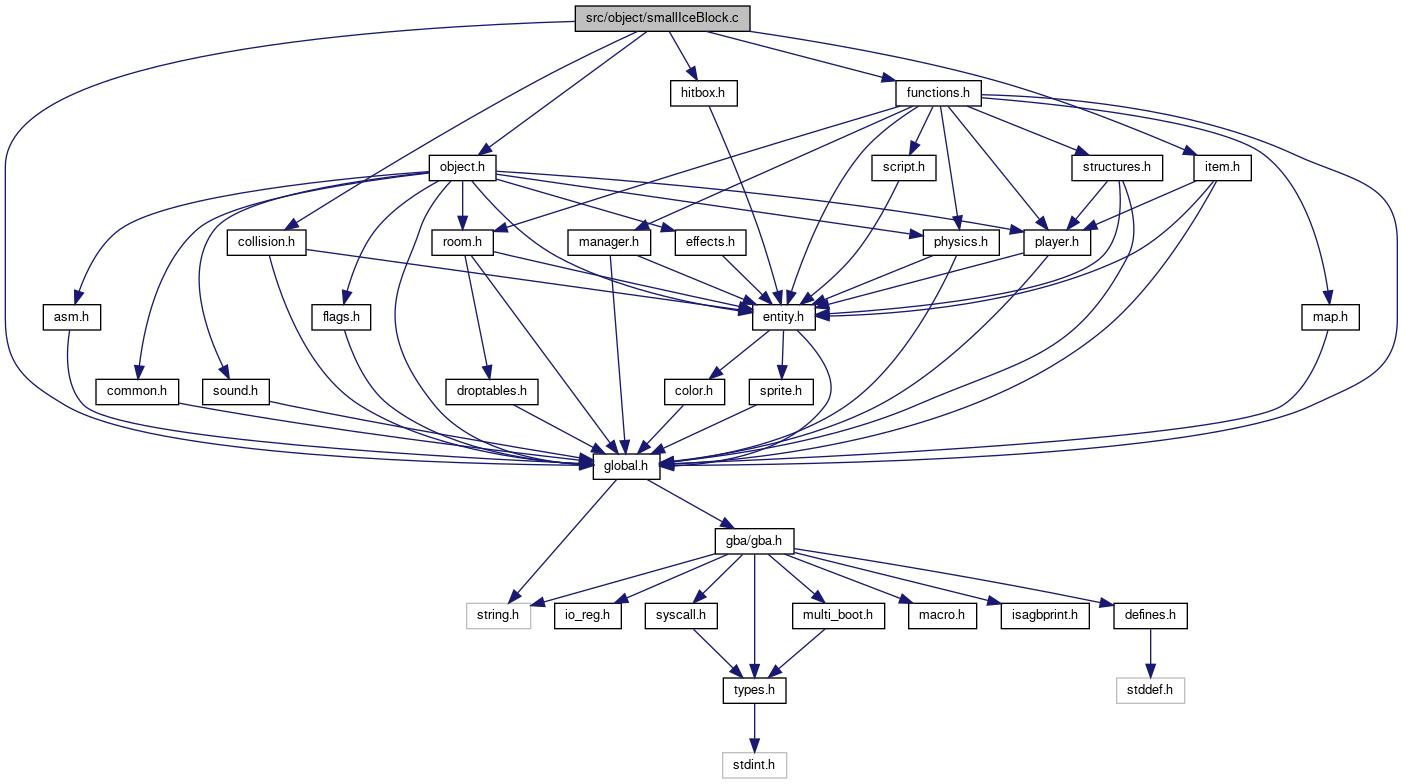 src/object/smallIceBlock.c
hitbox.h
functions.h
object.h
script.h
structures.h
item.h
collision.h
room.h
manager.h
effects.h
physics.h
player.h
asm.h
flags.h
entity.h
map.h
common.h
sound.h
droptables.h
color.h
sprite.h
global.h
gba/gba.h
string.h
io_reg.h
syscall.h
multi_boot.h
macro.h
isagbprint.h
defines.h
types.h
stddef.h
stdint.h